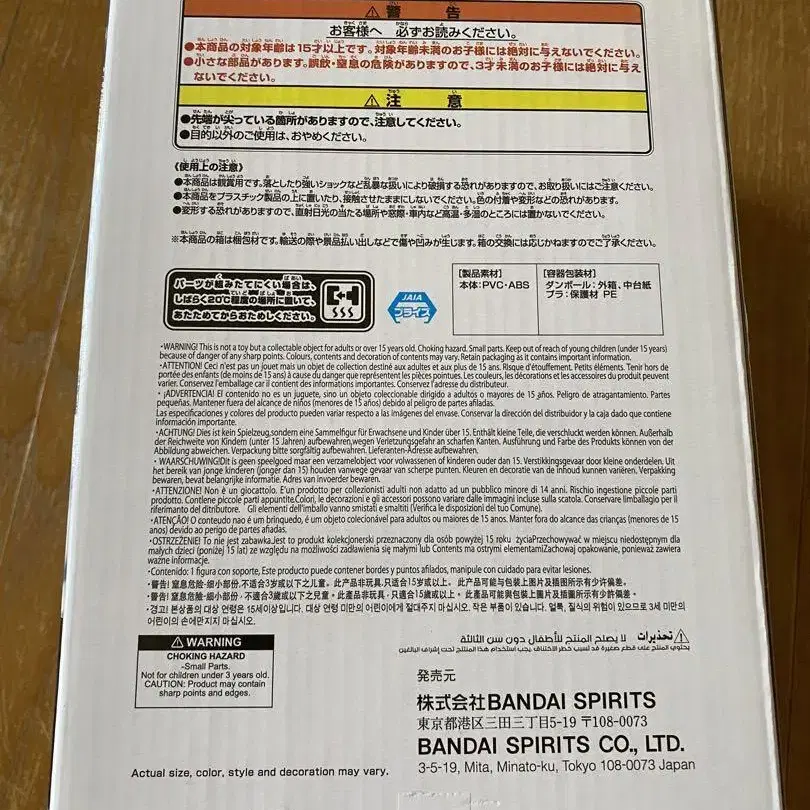 ⚠警告
お客様へ 必ずお読みください。
●本商品の対象年齢は15才以上です。対象年齢未満のお子様には絶対に与えないでください。
●小さな部品があります。誤飲・窒息の危険がありますので、3才未満のお子様には絶対に与えないでください。
⚠注意
●先端が尖っている箇所がありますので、注意してください。
●目的以外のご使用は、おやめください。
《使用上の注意》
●本商品は観賞用です。落としたり強いショックなど乱暴な扱いにより破損する恐れがありますので、お取り扱いにはご注意ください。
●本商品をプラスチック製品の上に置いたり、接触させたままにしないでください。色の付着や変形などの恐れがあります。
●変形する恐れがありますので、直射日光の当たる場所や窓際・車内など高温・多湿のところには置かないでください。
※本商品の箱は梱包材です。輸送の際や景品払い出しなどで傷や凹みが生じます。箱の交換には応じかねますのでご了承ください。
パーツが組みたてにくい場合は、
しばらく20℃程度の場所に置いて、
あたためてからおためしください。
JAIA
プライズ
[製品素材]
本体:PVC・ABS
[容器包装材]
ダンボール:外箱、中台紙
プラ:保護材 PE
・WARNING! This is not a toy but a collectable object for adults or over 15 years old. Choking hazard. Small parts. Keep out of reach of young children (under 15 years)
because of danger of any sharp points. Colours, contents and decoration of contents may vary. Retain packaging as it contains important information.
・ATTENTION! Ceci n'est pas un jouet mais un objet de collection destiné aux adultes et aux plus de 15 ans. Risque d'étouffement. Petits éléments. Tenir hors de
portée des enfants (de moins de 15 ans) à cause du danger que représentent les pièces pointues. Les couleurs, les décorations et les accessoires du produit peuvent
varier. Conservez l'emballage car il contient des informations importantes. Conservez l'adresse du distributeur.
・¡ADVERTENCIA! El contenido no es un juguete, sino un objeto coleccionable dirigido a adultos o mayores de 15 años. Peligro de atragantamiento. Partes
pequeñas. Mantener fuera del alcance de niños (menores de 15 años) debido al peligro de partes afiladas.
Las especificaciones y colores del producto pueden variar respecto a las imágenes del envase. Conservar la dirección del distribuidor y la caja dado que contiene
información importante.
・ACHTUNG! Dies ist kein Spielzeug,sondern eine Sammelfigur für Erwachsene und Kinder über 15. Enthält kleine Teile, die verschluckt werden können. Außerhalb
der Reichweite von Kindern (unter 15 Jahren) aufbewahren,wegen Verletzungsgefahr an scharfen Kanten. Ausführung und Farbe des Produkts können von der
Abbildung abweichen. Verpackung bitte sorgfältig aufbewahren. Lieferanten-Adresse aufbewahren.
・WAARSCHUWING!Dit is geen speelgoed maar een verzamelobject voor volwassenen of kinderen ouder dan 15. Verstikkingsgevaar door kleine onderdelen. Uit
het bereik van jonge kinderen (jonger dan 15) houden vanwege gevaar van scherpe punten. Kleuren en decoratie van de inhoud kunnen variëren. Verpakking
bewaren, bevat belangrijke informatie. Adres van invoerder bewaren.
・ATTENZIONE! Non è un giocattolo. E'un prodotto per collezionisti adulti non adatto ad un pubblico minore di 14 anni. Rischio ingestione piccole parti
prodotto. Contiene piccole parti appuntite.Colori, le decorazioni e gli accessori possono variare dalle immagini incluse sulla scatola. Conservare limballaggio per il
riferimento del ditributore. Gli elementi dell'imballo vanno smistati e smaltiti (Verifica le disposizioni del tuo Comune).
・ATENÇÃO! O conteudo nao é um brinquedo, é um objeto colecionável para adultos ou maiores de 15 anos. Manter fora do alcance das crianças (menores de 15
anos) devido ao perigo de partes afiadas.
・OSTRZEŻENIE! To nie jest zabawka.Jest to produkt kolekcjonerski przeznaczony dla osób powyżej 15 roku życiaPrzechowywać w miejscu niedostępnym dla
małych dzieci (poniżej 15 lat) ze względu na możliwości zadławienia się małymi lub Contents ma ostrymi elementamiZachowaj opakowanie, ponieważ zawiera
ważne informacje.
・Contenido: 1 figura con soporte. Este Producto puede contener bordes y puntos afilados, manipule con cuidado para evitar lesiones.
・警告! 窒息危险-细小部份.不适合3岁或以下之儿童。此产品非玩具.只适合15岁或以上。 此产品可能与包装上图片及插图所示有少许偏差。
・警告! 窒息危險-細小部份,不適合3歲或以下之兒童。此產品非玩具,只適合15歲或以上。 此產品可能與包裝上圖片及插圖所示有少許偏差。
・경고! 본상품의 대상 연령은 15세이상입니다. 대상 연령 미만의 어린이에게 절대주지 마십시오. 작은 부품이 있습니다. 얼룩, 질식의 위험이 있으므로 3세 미만의
어린이의 손에만지지 마십시오.
⚠WARNING
CHOKING HAZARD
-Small Parts.
Not for children under 3 years old.
CAUTION: Product may contain
sharp points and edges.
⚠ تحذيرات لا يصلح المنتج للأطفال دون سن الثالثة
يحتوي المنتج على قطع صغيرة قد تسبب خطر الاختناق يجب استخدام هذا المنتج تحت إشراف البالغين
発売元
株式会社BANDAI SPIRITS
東京都港区三田三丁目5-19 〒108-0073
BANDAI SPIRITS CO., LTD.
3-5-19, Mita, Minato-ku, Tokyo 108-0073 Japan
Actual size, color, style and decoration may vary.